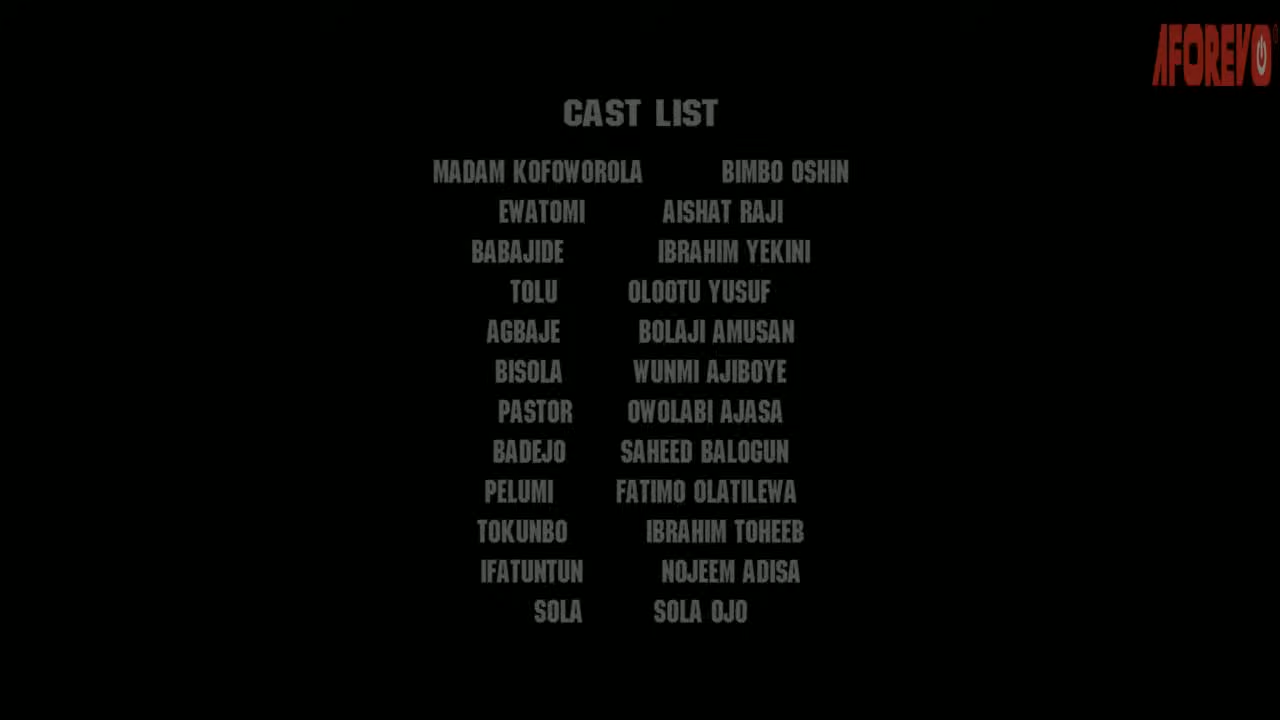 AFOREVO
CAST LIST
MADAM KOFOWOROLA BIMBO OSHIN
EWATOMI AISHAT RAJI
BABAJIDE IBRAHIM YEKINI
TOLU OLOOTU YUSUF
AGBAJE BOLAJI AMUSAN
BISOLA WUNMI AJIBOYE
PASTOR OWOLABI AJASA
BADEJO SAHEED BALOGUN
PELUMI FATIMO OLATILEWA
TOKUNBO IBRAHIM TOHEEB
IFATUNTUN NOJEEM ADISA
SOLA SOLA OJO